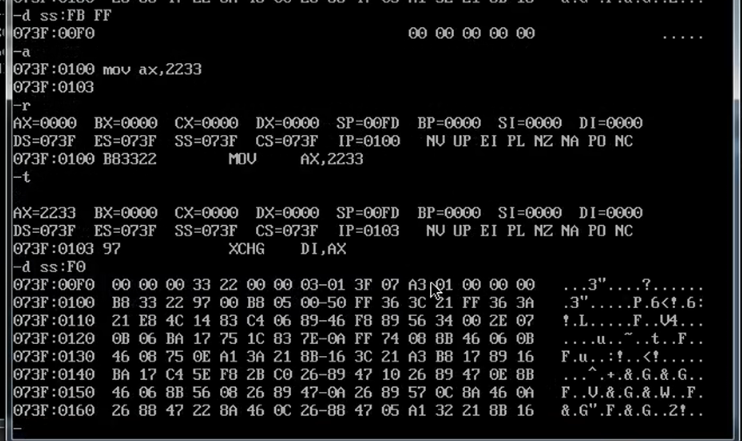 -d ss:FB FF
073F:00F0 00 00 00 00 00 .....
-a
073F:0100 mov ax,2233
073F:0103
-r
AX=0000 BX=0000 CX=0000 DX=0000 SP=00FD BP=0000 SI=0000 DI=0000
DS=073F ES=073F SS=073F CS=073F IP=0100 NV UP EI PL NZ NA PO NC
073F:0100 B83322 MOV AX,2233
-t
AX=2233 BX=0000 CX=0000 DX=0000 SP=00FD BP=0000 SI=0000 DI=0000
DS=073F ES=073F SS=073F CS=073F IP=0103 NV UP EI PL NZ NA PO NC
073F:0103 97 XCHG DI,AX
-d ss:F0
073F:00F0 00 00 00 33 22 00 00 03-01 3F 07 A3 01 00 00 00 ...3"....?......
073F:0100 B8 33 22 97 00 B8 05 00-50 FF 36 3C 21 FF 36 3A .3".....P.6<!.6:
073F:0110 21 E8 4C 14 83 C4 06 89-46 F8 89 56 34 00 2E 07 !.L.....F..V4...
073F:0120 0B 06 BA 17 75 1C 83 7E-0A FF 74 08 8B 46 06 0B ....u..~..t..F..
073F:0130 46 08 75 0E A1 3A 21 8B-16 3C 21 A3 B8 17 89 16 F.u..:!..<!.....
073F:0140 BA 17 C4 5E F8 2B C0 26-89 47 10 26 89 47 0E 8B ...^.+.&.G.&.G..
073F:0150 46 06 8B 56 08 26 89 47-0A 26 89 57 0C 8A 46 0A F..V.&.G.&.W..F.
073F:0160 26 88 47 22 8A 46 0C 26-88 47 05 A1 32 21 8B 16 &.G".F.&.G..2!..
-